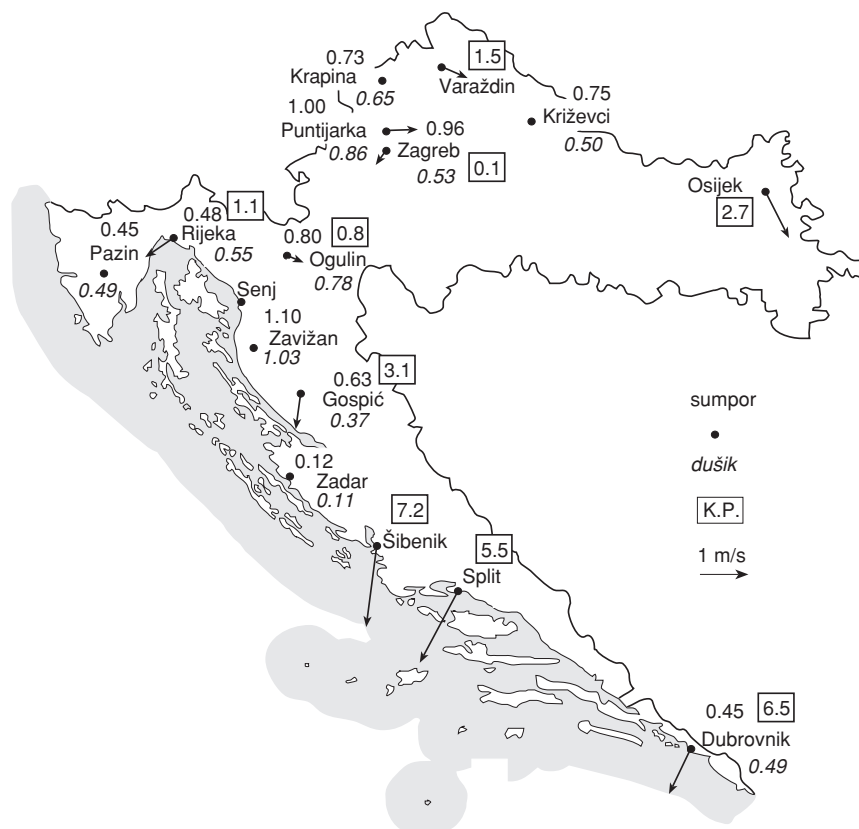 0.73
1.5
Krapina
Varaždin
0.65
0.75
1.00
Križevci
Puntijarka
0.96
0.50
0.86
Zagreb
0.53
0.1
Osijek
2.7
0.48
1.1
0.45
Rijeka
Pazin
0.55
0.80
0.8
Ogulin
0.49
0.78
Senj
1.10
Zavižan
1.03
3.1
0.63
Gospić
0.37
sumpor
dušik
0.12
Zadar
0.11
7.2
K.P.
Šibenik
5.5
1 m/s
Split
0.45
6.5
Dubrovnik
0.49